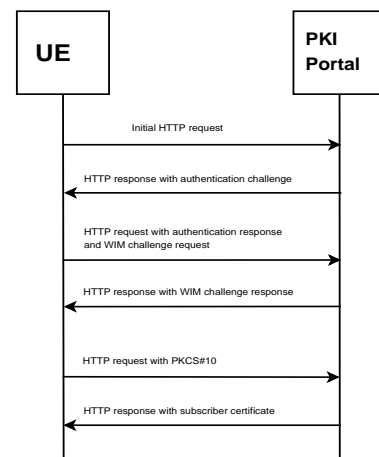 UE
PKI
Portal
Initial HTTP request
HTTP response with authentication challenge
HTTP request with authentication response
and WIM challenge request
HTTP response with WIM challenge response
HTTP request with PKCS#10
HTTP response with subscriber certificate